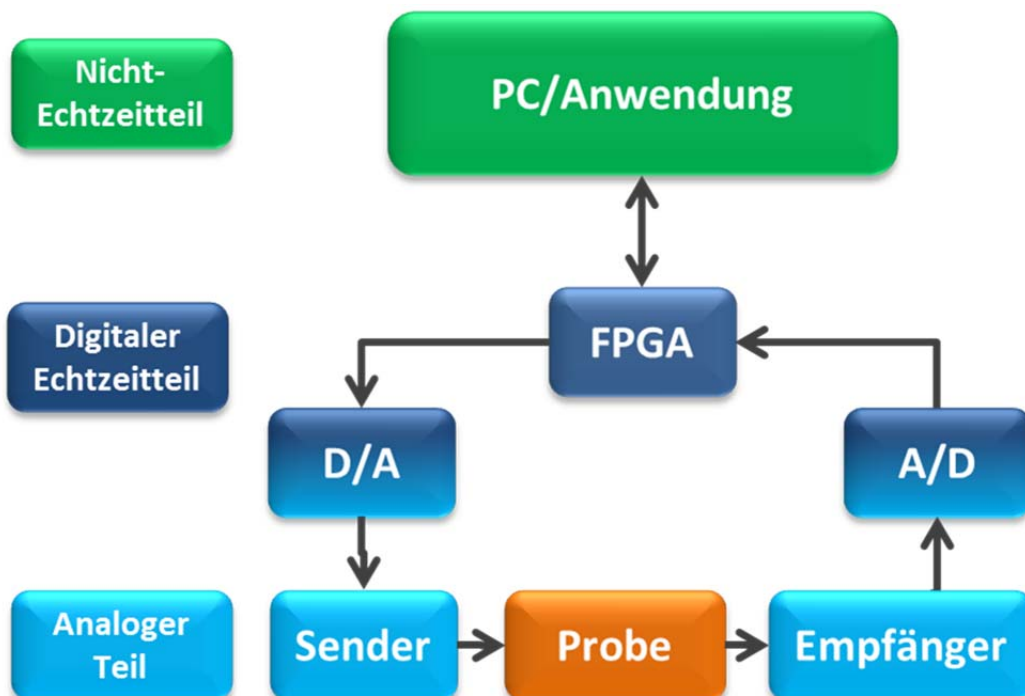 Nicht-
Echtzeitteil
PC/Anwendung
Digitaler
Echtzeitteil
FPGA
D/A
A/D
Analoger
Teil
Sender
Probe
Empfänger